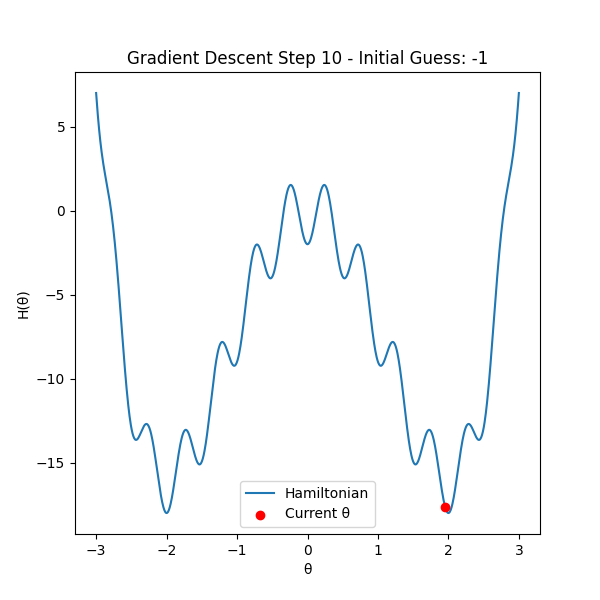 Gradient Descent Step 10 - Initial Guess: -1
H(θ)
5
0
−5
−10
−15
Hamiltonian
Current θ
−3
−2
−1
0
1
2
3
θ